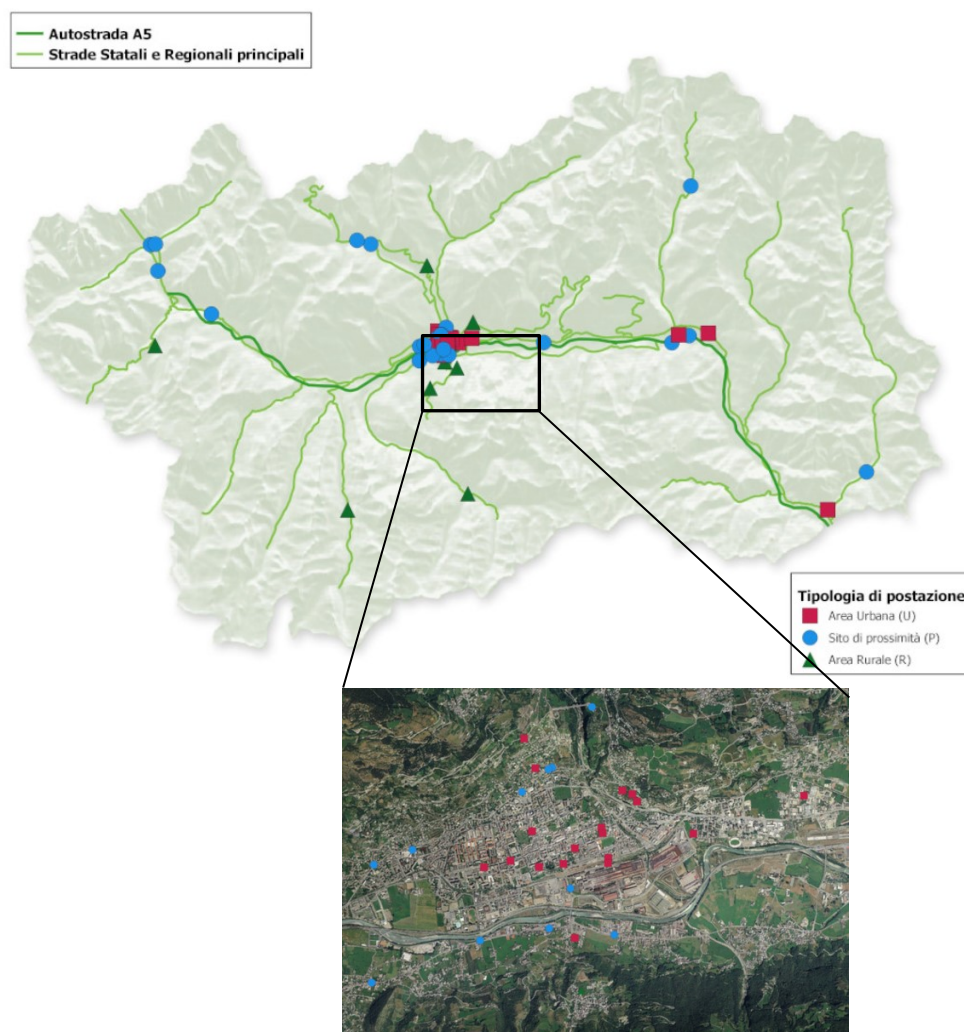 Autostrada A5
Strade Statali e Regionali principali
Tipologia di postazione
Area Urbana (U)
Sito di prossimità (P)
Area Rurale (R)